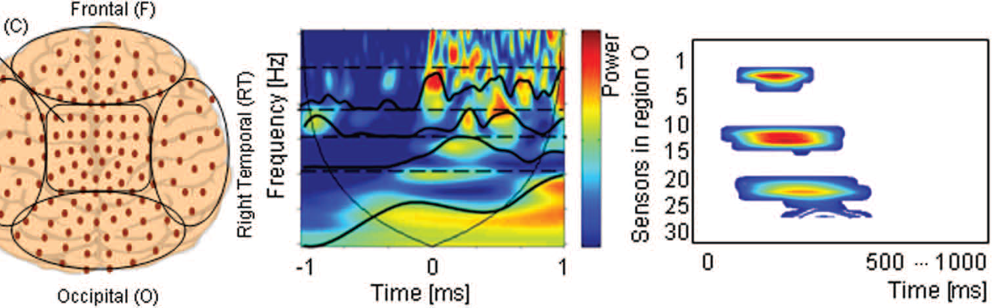 Frontal (F)
(C)
Right Temporal (RT)
Occipital (O)
Frequency [Hz]
-1 0 1
Time [ms]
Power
Sensors in region O
1
5
10
15
20
25
30
0 500 ... 1000
Time [ms]